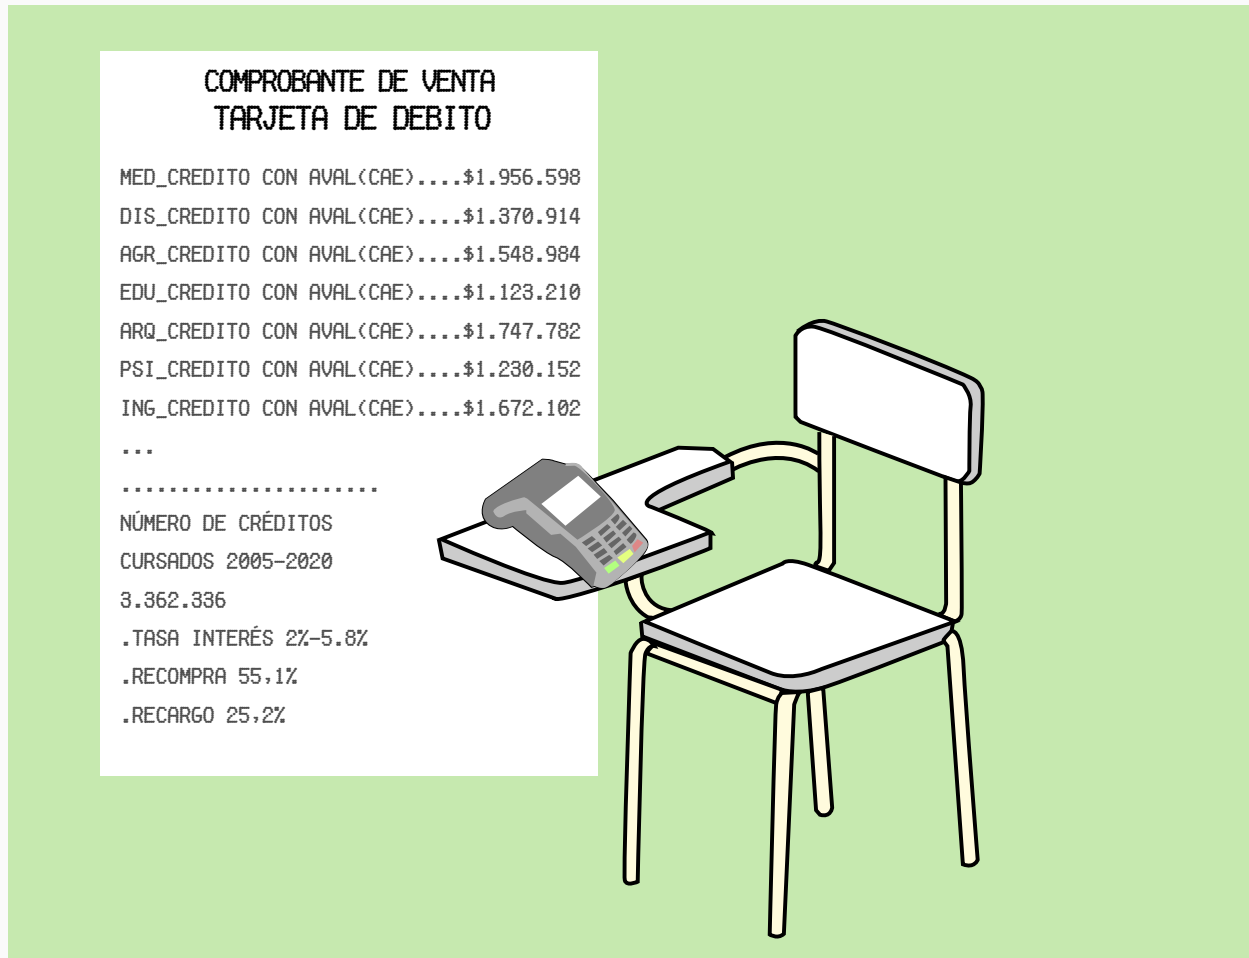 COMPROBANTE DE VENTA
TARJETA DE DEBITO
MED_CREDITO CON AVAL(CAE)....$1.956.598
DIS_CREDITO CON AVAL(CAE)....$1.370.914
AGR_CREDITO CON AVAL(CAE)....$1.548.984
EDU_CREDITO CON AVAL(CAE)....$1.123.210
ARQ_CREDITO CON AVAL(CAE)....$1.747.782
PSI_CREDITO CON AVAL(CAE)....$1.230.152
ING_CREDITO CON AVAL(CAE)....$1.672.102
...
......................
NÚMERO DE CRÉDITOS
CURSADOS 2005-2020
3.362.336
.TASA INTERÉS 2%-5.8%
.RECOMPRA 55,1%
.RECARGO 25,2%